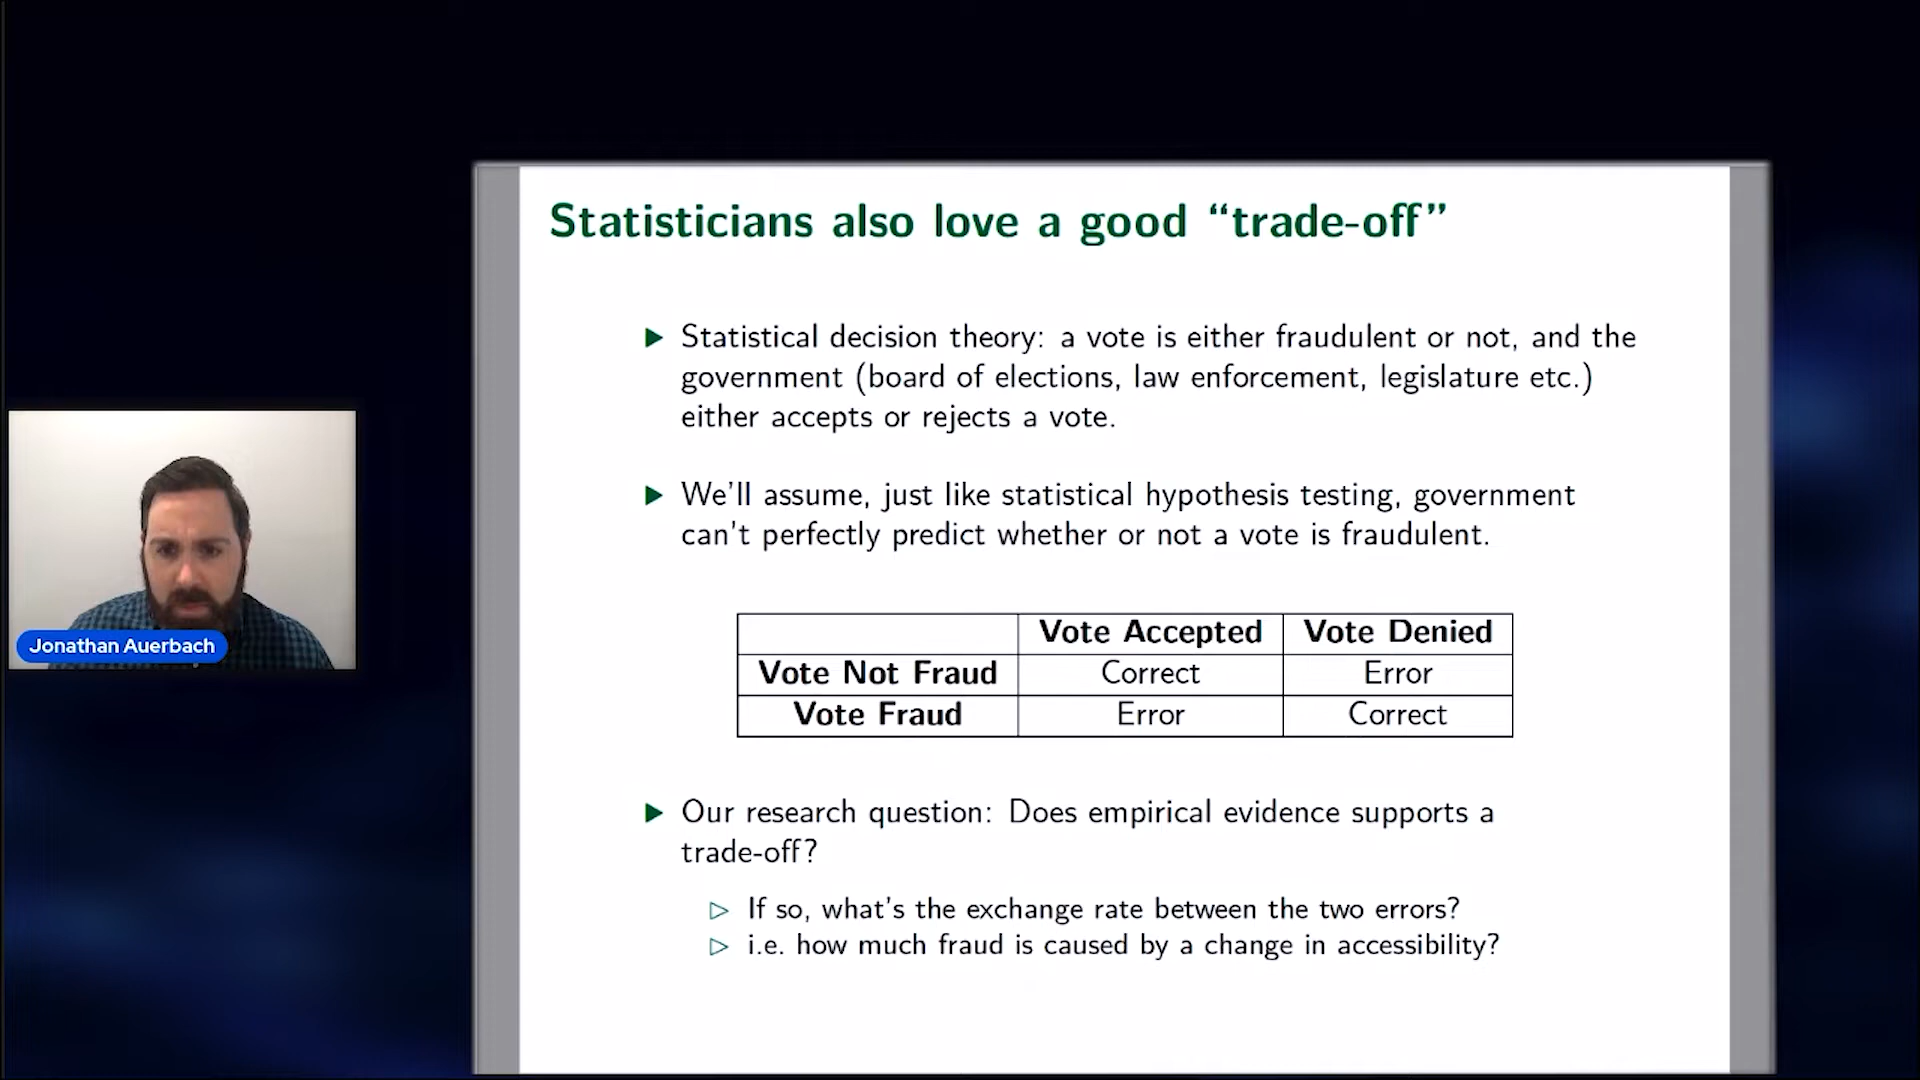 Statisticians also love a good “trade-off”
▶ Statistical decision theory: a vote is either fraudulent or not, and the
government (board of elections, law enforcement, legislature etc.)
either accepts or rejects a vote.
▶ We’ll assume, just like statistical hypothesis testing, government
can’t perfectly predict whether or not a vote is fraudulent.
Vote Accepted Vote Denied
Vote Not Fraud Correct Error
Vote Fraud Error Correct
▶ Our research question: Does empirical evidence supports a
trade-off?
▷ If so, what’s the exchange rate between the two errors?
▷ i.e. how much fraud is caused by a change in accessibility?
Jonathan Auerbach